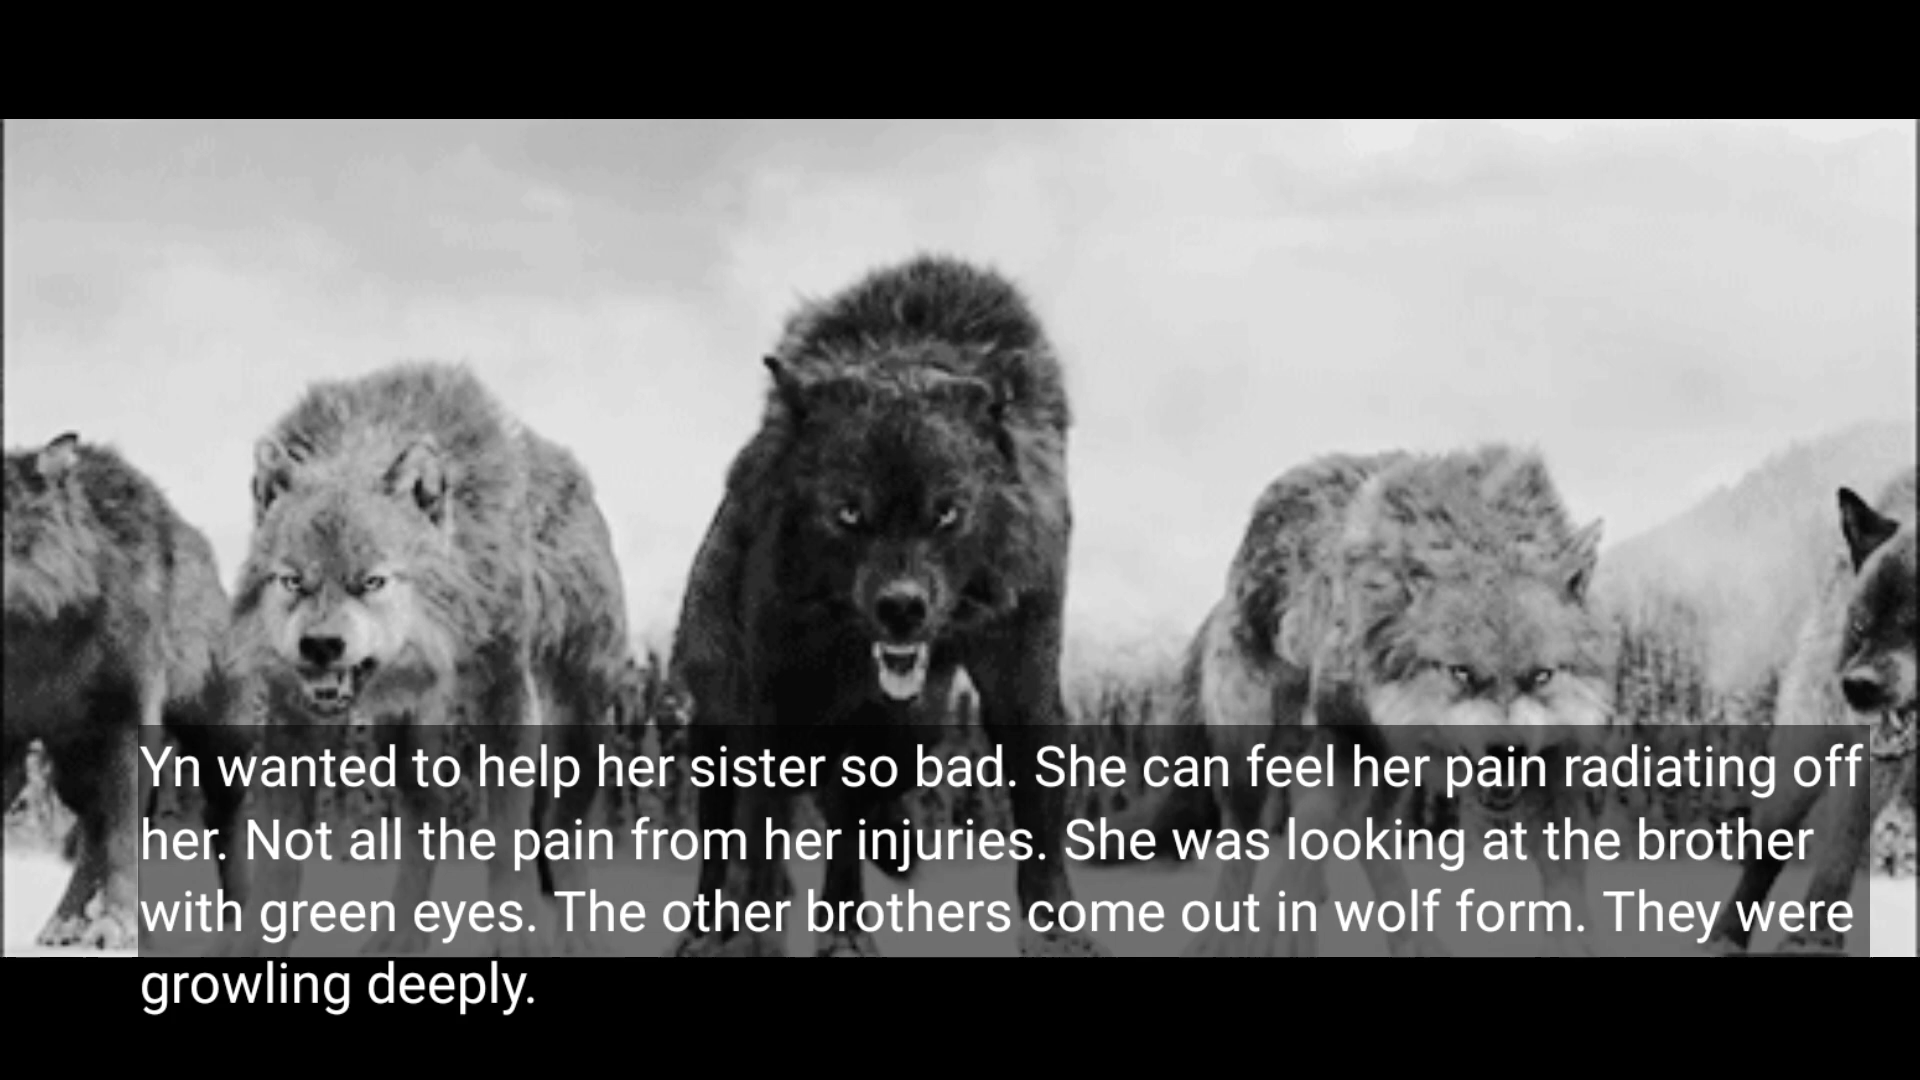 Yn wanted to help her sister so bad. She can feel her pain radiating off
her. Not all the pain from her injuries. She was looking at the brother
with green eyes. The other brothers come out in wolf form. They were
growling deeply.